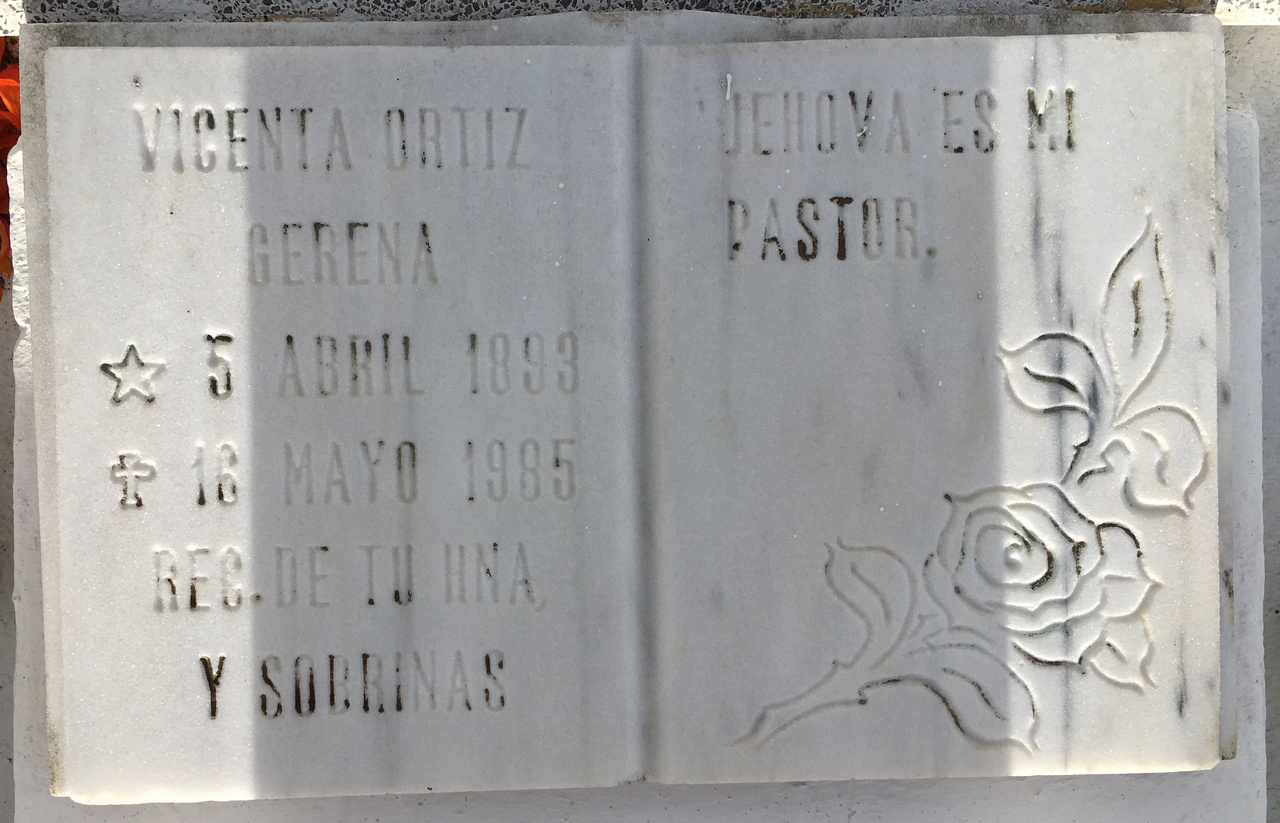 VICENTA ORTIZ
GERENA
5 ABRIL 1893
16 MAYO 1985
REC. DE TU HNA,
Y SOBRINAS
JEHOVA ES MI
PASTOR.